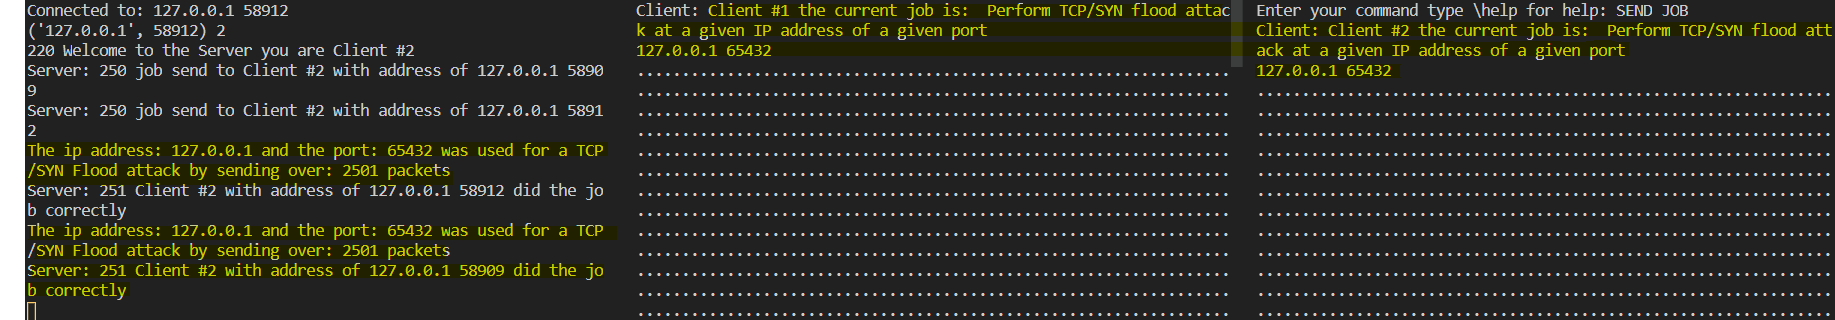 Connected to: 127.0.0.1 58912
('127.0.0.1', 58912) 2
220 Welcome to the Server you are Client #2
Server: 250 job send to Client #2 with address of 127.0.0.1 5890
9
Server: 250 job send to Client #2 with address of 127.0.0.1 5891
2
The ip address: 127.0.0.1 and the port: 65432 was used for a TCP
/SYN Flood attack by sending over: 2501 packets
Server: 251 Client #2 with address of 127.0.0.1 58912 did the jo
b correctly
The ip address: 127.0.0.1 and the port: 65432 was used for a TCP
/SYN Flood attack by sending over: 2501 packets
Server: 251 Client #2 with address of 127.0.0.1 58909 did the jo
b correctly
Client: Client #1 the current job is:  Perform TCP/SYN flood attac
k at a given IP address of a given port
127.0.0.1 65432
..................................................................
..................................................................
..................................................................
..................................................................
..................................................................
..................................................................
..................................................................
..................................................................
..................................................................
..................................................................
..................................................................
..................................................................
..................................................................
Enter your command type \help for help: SEND JOB
Client: Client #2 the current job is:  Perform TCP/SYN flood att
ack at a given IP address of a given port
127.0.0.1 65432
................................................................
................................................................
................................................................
................................................................
................................................................
................................................................
................................................................
................................................................
................................................................
................................................................
................................................................
................................................................